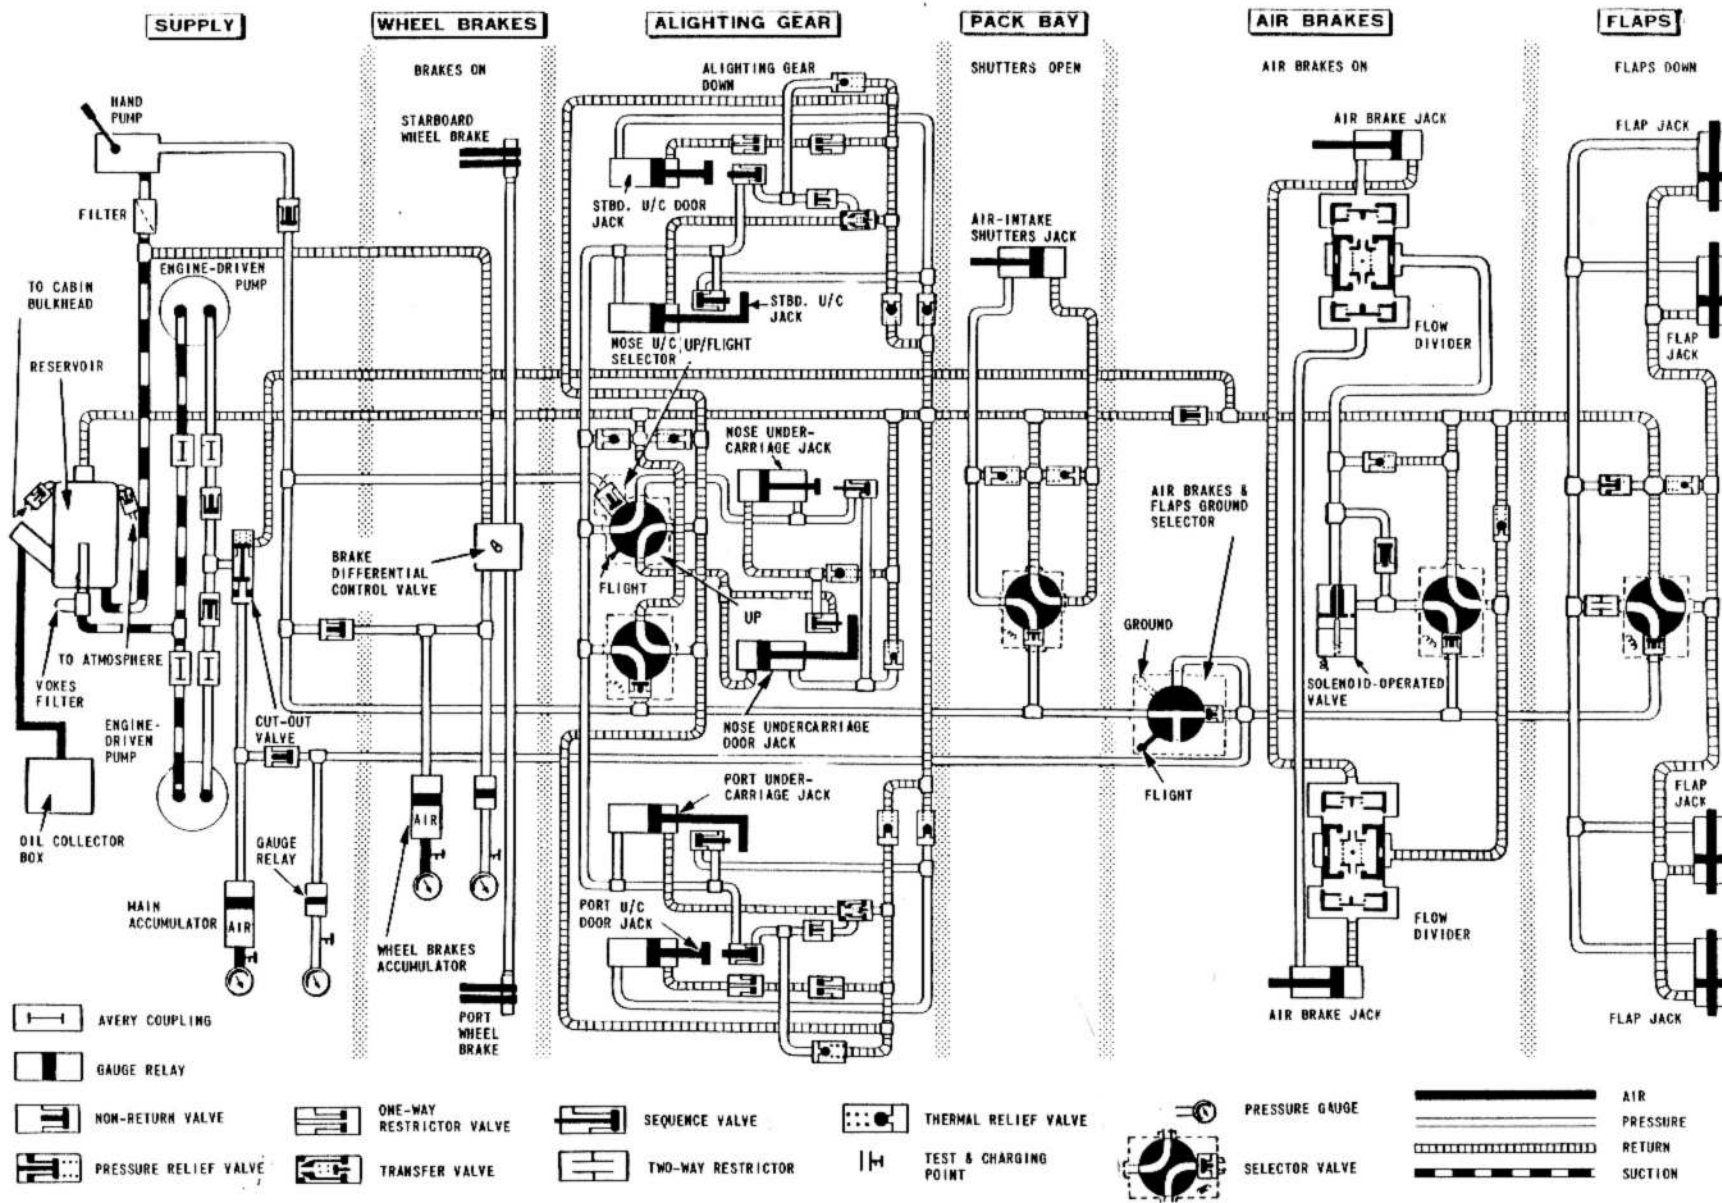 SUPPLY
WHEEL BRAKES
ALIGHTING GEAR
PACK BAY
AIR BRAKES
FLAPS
BRAKES ON
ALIGHTING GEAR
DOWN
SHUTTERS OPEN
AIR BRAKES ON
FLAPS DOWN
HAND
PUMP
STARBOARD
WHEEL BRAKE
AIR BRAKE JACK
FLAP JACK
FILTER
STBD. U/C DOOR
JACK
AIR-INTAKE
SHUTTERS JACK
TO CABIN
BULKHEAD
ENGINE-DRIVEN
PUMP
STBD. U/C
JACK
NOSE U/C UP/FLIGHT
SELECTOR
FLOW
DIVIDER
FLAP
JACK
RESERVOIR
NOSE UNDER-
CARRIAGE JACK
AIR BRAKES &
FLAPS GROUND
SELECTOR
BRAKE
DIFFERENTIAL
CONTROL VALVE
FLIGHT
UP
GROUND
TO ATMOSPHERE
VOKES
FILTER
CUT-OUT
VALVE
ENGINE-
DRIVEN
PUMP
NOSE UNDERCARRIAGE
DOOR JACK
SOLENOID-OPERATED
VALVE
FLIGHT
PORT UNDER-
CARRIAGE JACK
FLAP
JACK
OIL COLLECTOR
BOX
GAUGE
RELAY
AIR
MAIN
ACCUMULATOR
AIR
WHEEL BRAKES
ACCUMULATOR
PORT U/C
DOOR JACK
FLOW
DIVIDER
PORT
WHEEL
BRAKE
AIR BRAKE JACK
FLAP JACK
AVERY COUPLING
GAUGE RELAY
NON-RETURN VALVE
ONE-WAY
RESTRICTOR VALVE
SEQUENCE VALVE
THERMAL RELIEF VALVE
PRESSURE GAUGE
PRESSURE RELIEF VALVE
TRANSFER VALVE
TWO-WAY RESTRICTOR
TEST & CHARGING
POINT
SELECTOR VALVE
AIR
PRESSURE
RETURN
SUCTION